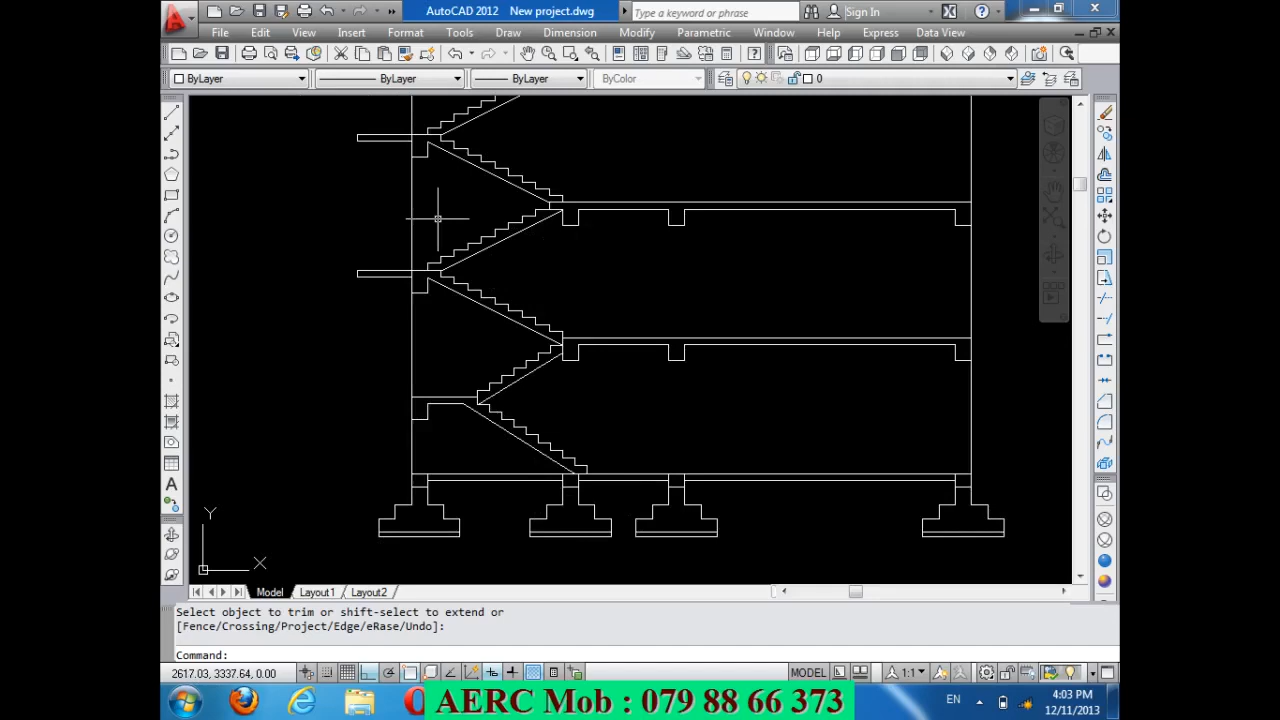 AutoCAD 2012 New project.dwg
Type a keyword or phrase
Sign In
File Edit View Insert Format Tools Draw Dimension Modify Parametric Window Help Express Data View
ByLayer ByLayer ByLayer ByColor 0
Y
X
Model Layout1 Layout2
Select object to trim or shift-select to extend or
[Fence/Crossing/Project/Edge/eRase/Undo]:
Command:
2617.03, 3337.64, 0.00 MODEL 1:1
AERC Mob : 079 88 66 373
EN
4:03 PM
12/11/2013